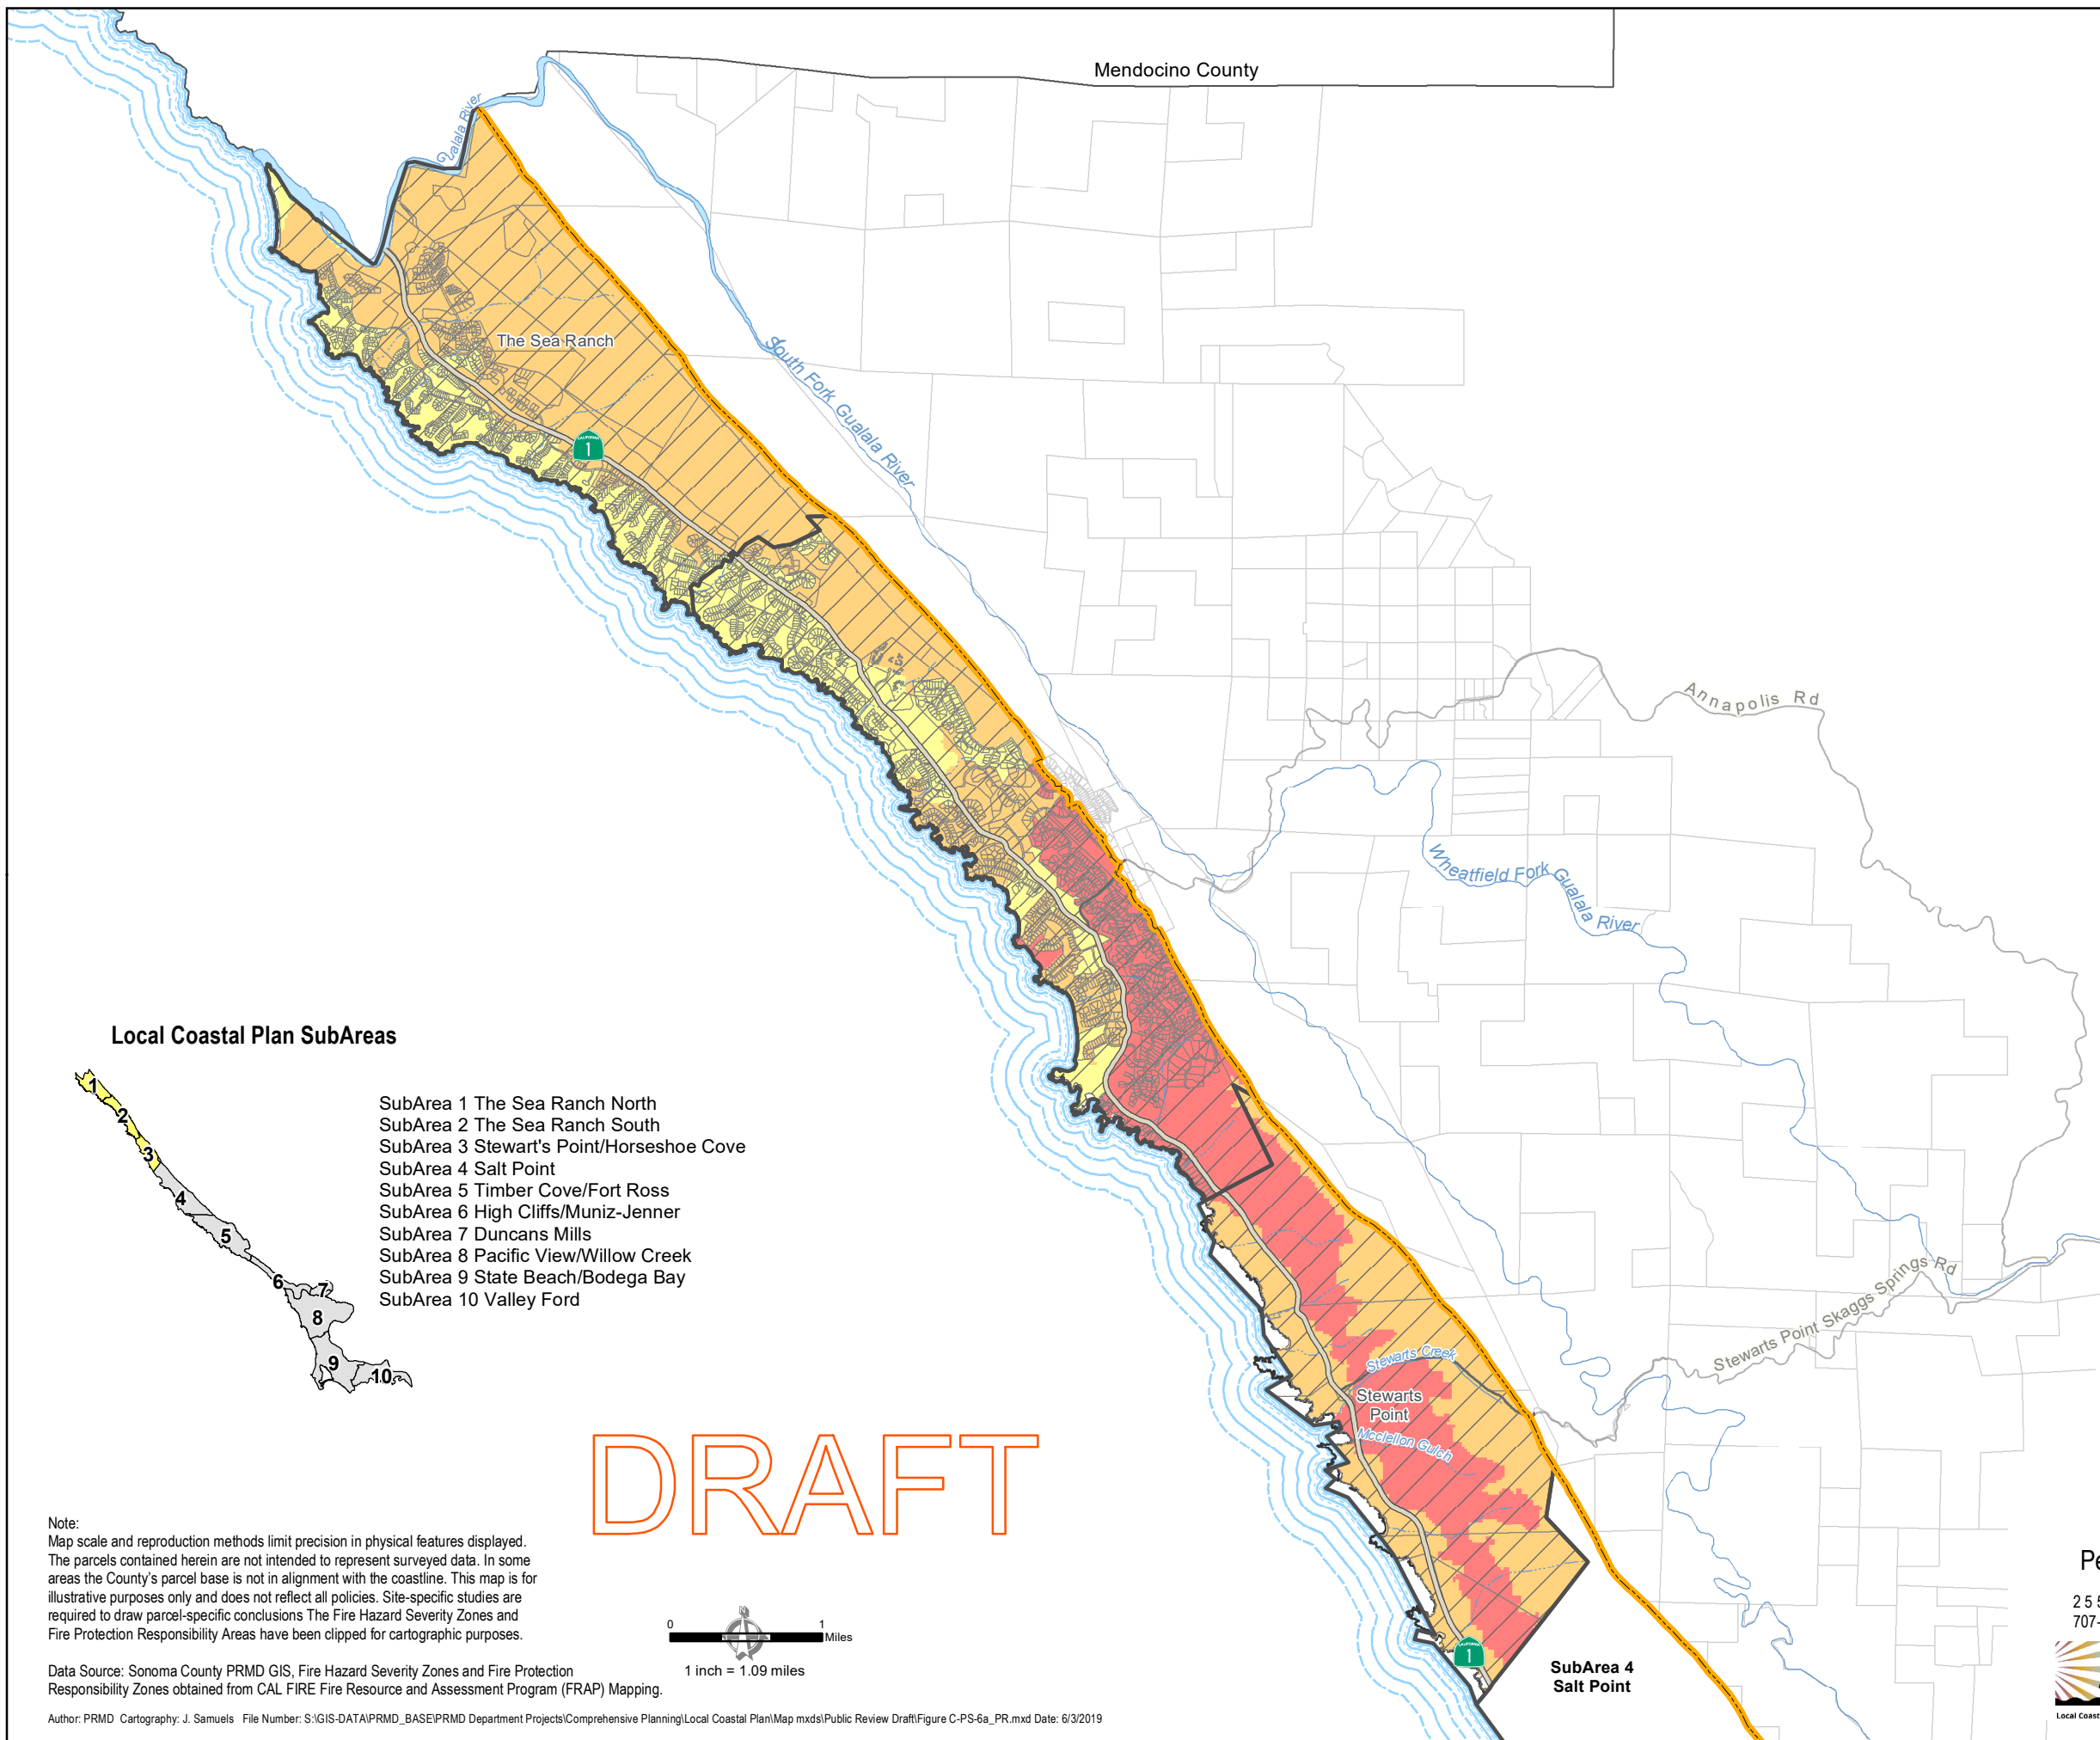 Mendocino County
Gualala River
The Sea Ranch
South Fork Gualala River
CALIFORNIA
1
Annapolis Rd
Wheatfield Fork Gualala River
Local Coastal Plan SubAreas
1
2
3
4
5
6
7
8
9
10
SubArea 1 The Sea Ranch North
SubArea 2 The Sea Ranch South
SubArea 3 Stewart's Point/Horseshoe Cove
SubArea 4 Salt Point
SubArea 5 Timber Cove/Fort Ross
SubArea 6 High Cliffs/Muniz-Jenner
SubArea 7 Duncans Mills
SubArea 8 Pacific View/Willow Creek
SubArea 9 State Beach/Bodega Bay
SubArea 10 Valley Ford
Stewarts Point Skaggs Springs Rd
Stewarts Creek
Stewarts
Point
Mcclellon Gulch
DRAFT
Note:
Map scale and reproduction methods limit precision in physical features displayed.
The parcels contained herein are not intended to represent surveyed data. In some
areas the County's parcel base is not in alignment with the coastline. This map is for
illustrative purposes only and does not reflect all policies. Site-specific studies are
required to draw parcel-specific conclusions The Fire Hazard Severity Zones and
Fire Protection Responsibility Areas have been clipped for cartographic purposes.
N
0 1
Miles
1 inch = 1.09 miles
Data Source: Sonoma County PRMD GIS, Fire Hazard Severity Zones and Fire Protection
Responsibility Zones obtained from CAL FIRE Fire Resource and Assessment Program (FRAP) Mapping.
Author: PRMD Cartography: J. Samuels File Number: S:\GIS-DATA\PRMD_BASE\PRMD Department Projects\Comprehensive Planning\Local Coastal Plan\Map mxds\Public Review Draft\Figure C-PS-6a_PR.mxd Date: 6/3/2019
CALIFORNIA
1
SubArea 4
Salt Point
Pe
2 5 5
707-
Local Coast